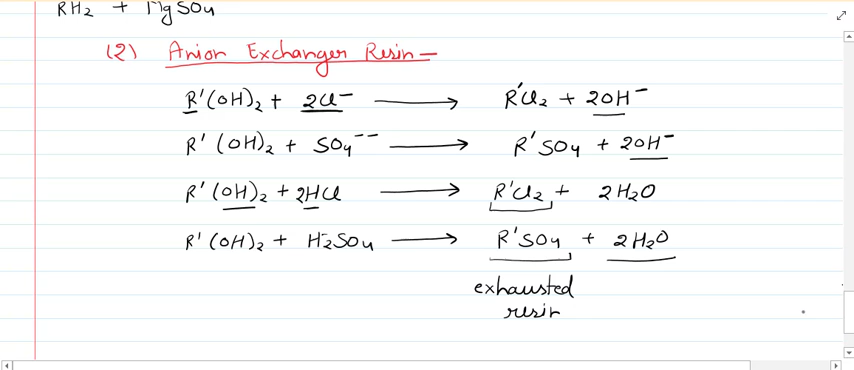 RH₂ + MgSO₄
(2) Anion Exchanger Resin —
R'(OH)₂ + 2Cl⁻ ⟶ R'Cl₂ + 2OH⁻
R'(OH)₂ + SO₄⁻⁻ ⟶ R'SO₄ + 2OH⁻
R'(OH)₂ + 2HCl ⟶ R'Cl₂ + 2H₂O
R'(OH)₂ + H₂SO₄ ⟶ R'SO₄ + 2H₂O
exhausted
resin